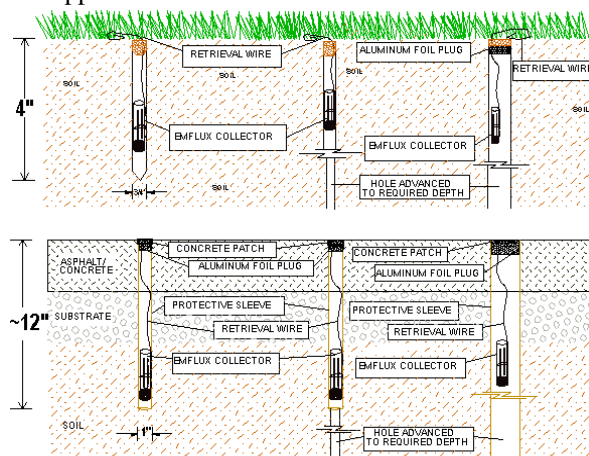 RETRIEVAL WIRE
ALUMINUM FOIL PLUG
RETRIEVAL WIRE
SOIL
SOIL
SOIL
SOIL
4"
EMFLUX COLLECTOR
EMFLUX COLLECTOR
3/4"
SOIL
HOLE ADVANCED
TO REQUIRED DEPTH
CONCRETE PATCH
CONCRETE PATCH
ASPHALT/
CONCRETE
ALUMINUM FOIL PLUG
ALUMINUM FOIL PLUG
PROTECTIVE SLEEVE
PROTECTIVE SLEEVE
~12"
SUBSTRATE
RETRIEVAL WIRE
RETRIEVAL WIRE
EMFLUX COLLECTOR
EMFLUX COLLECTOR
SOIL
1"
HOLE ADVANCED
TO REQUIRED DEPTH